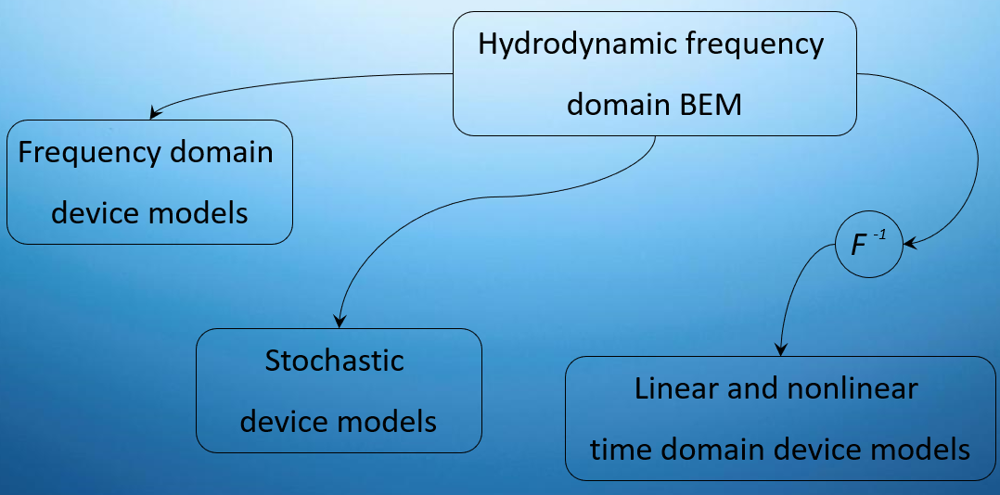 Hydrodynamic frequency
domain BEM
Frequency domain
device models
F⁻¹
Stochastic
device models
Linear and nonlinear
time domain device models